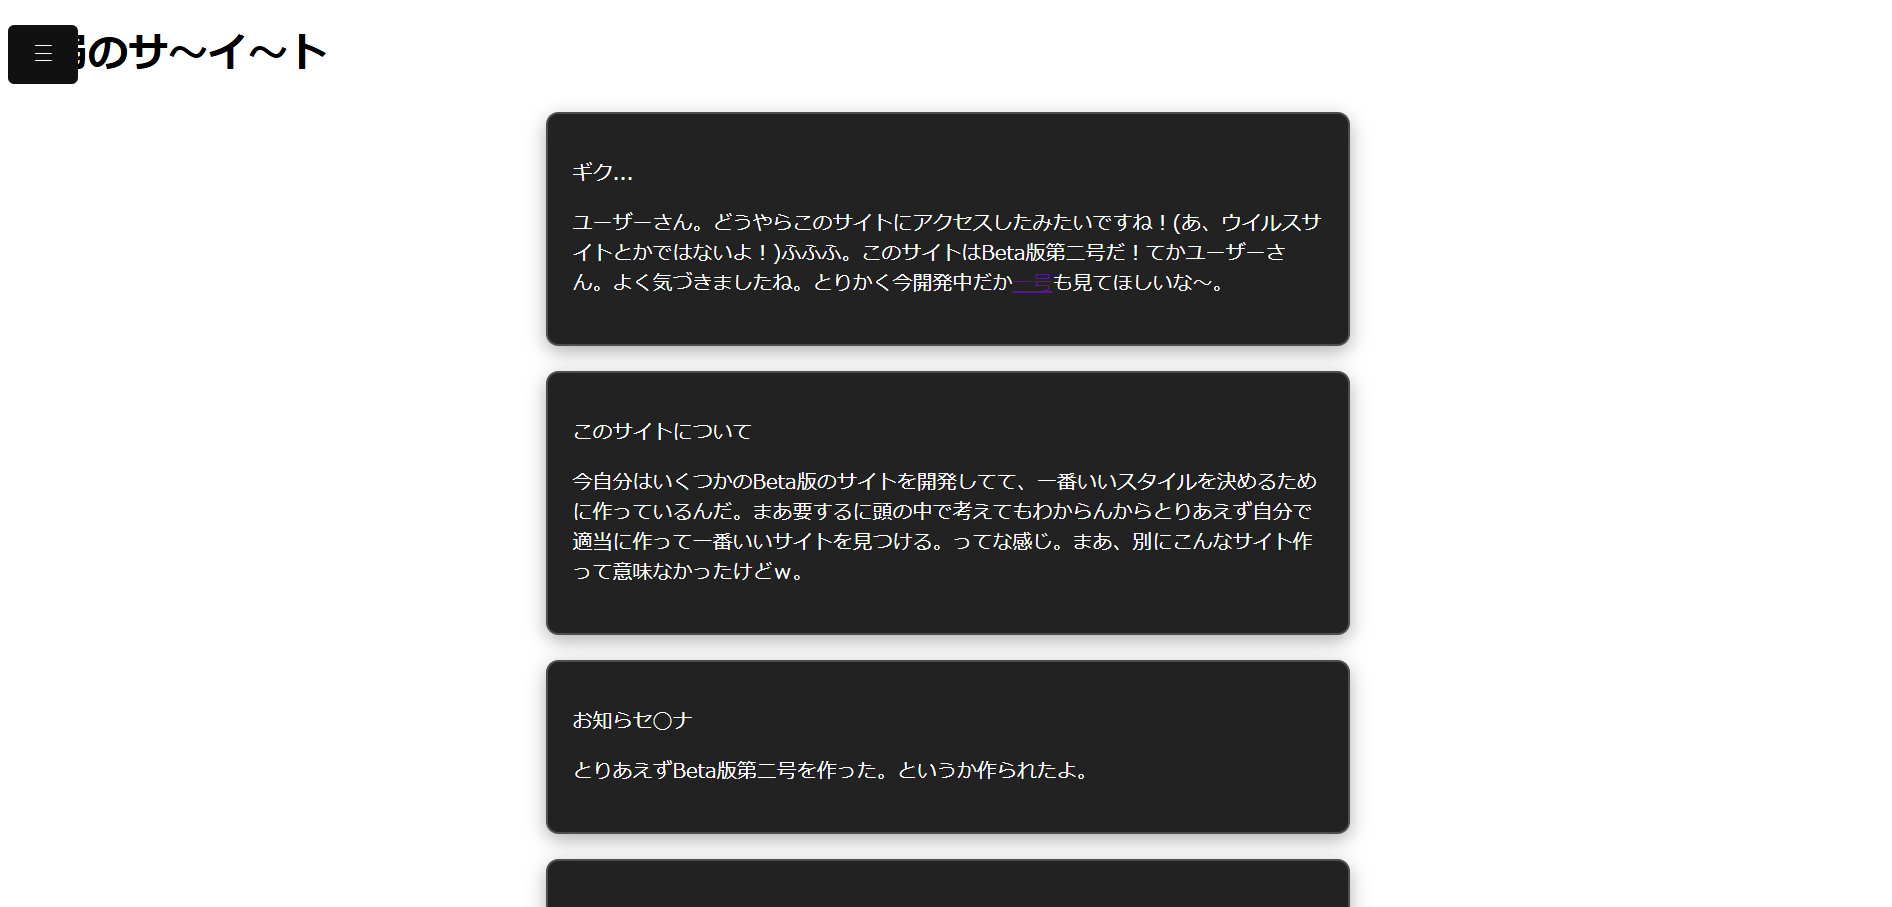 のサ～イ～ト
ギク...
ユーザーさん。どうやらこのサイトにアクセスしたみたいですね！(あ、ウイルスサ
イトとかではないよ！)ふふふ。このサイトはBeta版第二号だ！てかユーザーさ
ん。よく気づきましたね。とりかく今開発中だか一号も見てほしいな～。
このサイトについて
今自分はいくつかのBeta版のサイトを開発してて、一番いいスタイルを決めるため
に作っているんだ。まあ要するに頭の中で考えてもわからんからとりあえず自分で
適当に作って一番いいサイトを見つける。ってな感じ。まあ、別にこんなサイト作
って意味なかったけどw。
お知らセ〇ナ
とりあえずBeta版第二号を作った。というか作られたよ。